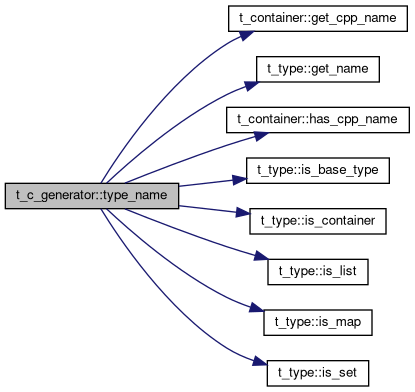 t_container::get_cpp_name
t_type::get_name
t_container::has_cpp_name
t_type::is_base_type
t_c_generator::type_name
t_type::is_container
t_type::is_list
t_type::is_map
t_type::is_set